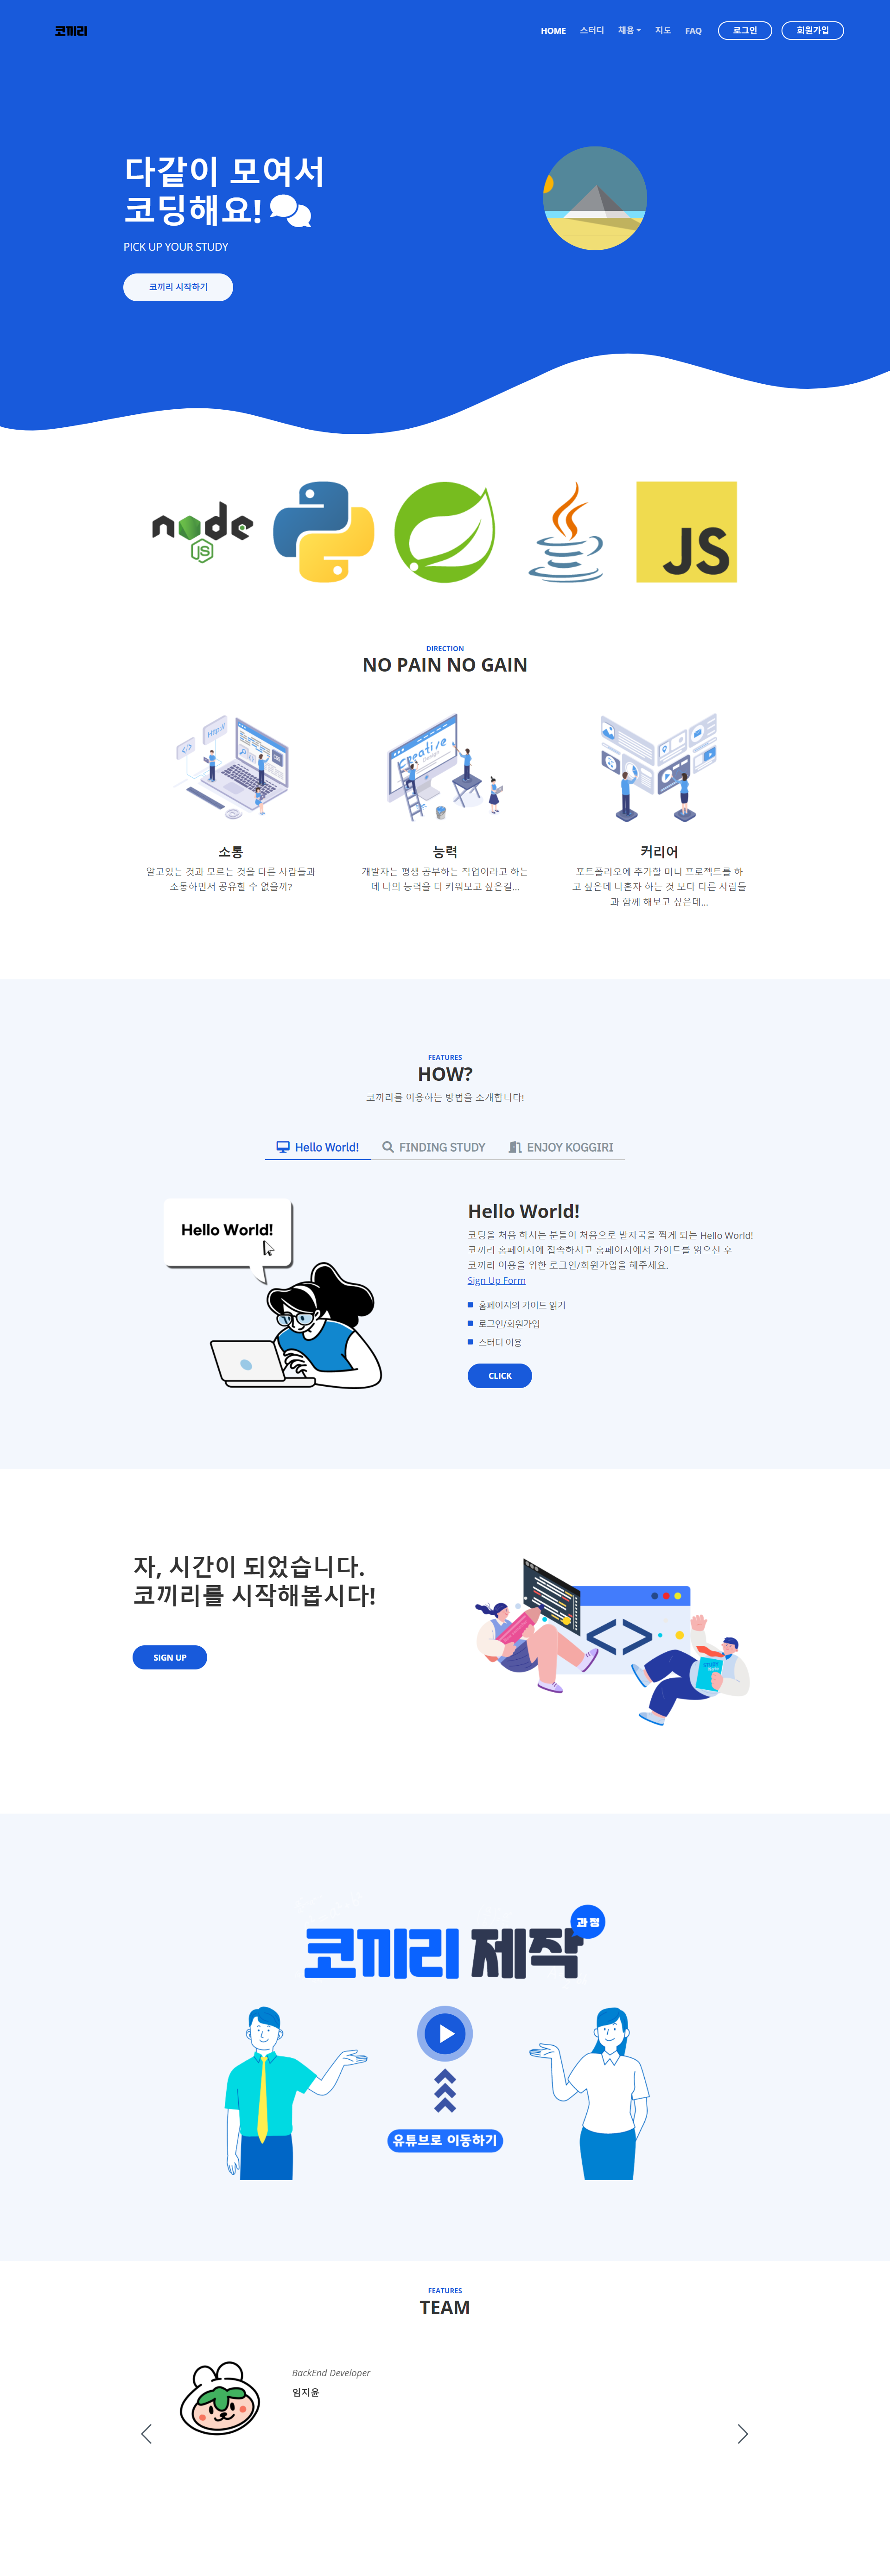 코끼리
HOME 스터디 채용 지도 FAQ 로그인 회원가입
다같이 모여서
코딩해요!
PICK UP YOUR STUDY
코끼리 시작하기
node
JS
JS
DIRECTION
NO PAIN NO GAIN
Http://
</>
Creative
Design
소통
알고있는 것과 모르는 것을 다른 사람들과
소통하면서 공유할 수 없을까?
능력
개발자는 평생 공부하는 직업이라고 하는
데 나의 능력을 더 키워보고 싶은걸...
커리어
포트폴리오에 추가할 미니 프로젝트를 하
고 싶은데 나혼자 하는 것 보다 다른 사람들
과 함께 해보고 싶은데...
FEATURES
HOW?
코끼리를 이용하는 방법을 소개합니다!
Hello World! FINDING STUDY ENJOY KOGGIRI
Hello World!
Hello World!
코딩을 처음 하시는 분들이 처음으로 발자국을 찍게 되는 Hello World!
코끼리 홈페이지에 접속하시고 홈페이지에서 가이드를 읽으신 후
코끼리 이용을 위한 로그인/회원가입을 해주세요.
Sign Up Form
홈페이지의 가이드 읽기
로그인/회원가입
스터디 이용
CLICK
자, 시간이 되었습니다.
코끼리를 시작해봅시다!
SIGN UP
<>
과정
코끼리 제작
유튜브로 이동하기
FEATURES
TEAM
BackEnd Developer
임지윤